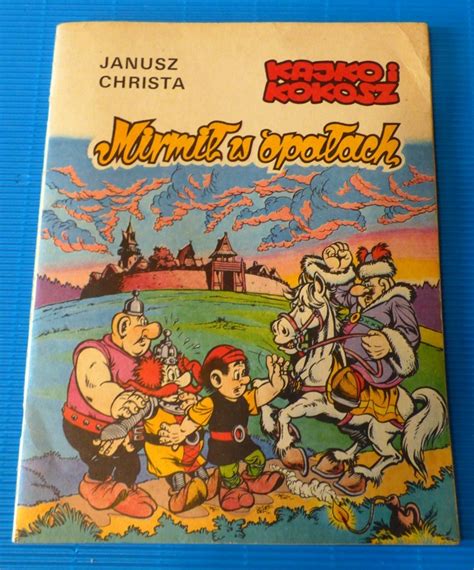 JANUSZ
CHRISTA
KAJKO i
KOKOSZ
Mirmił w opałach